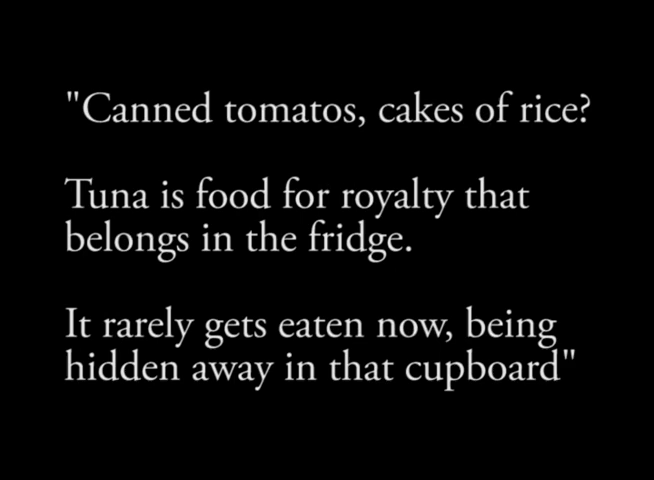 "Canned tomatos, cakes of rice?
Tuna is food for royalty that
belongs in the fridge.
It rarely gets eaten now, being
hidden away in that cupboard"